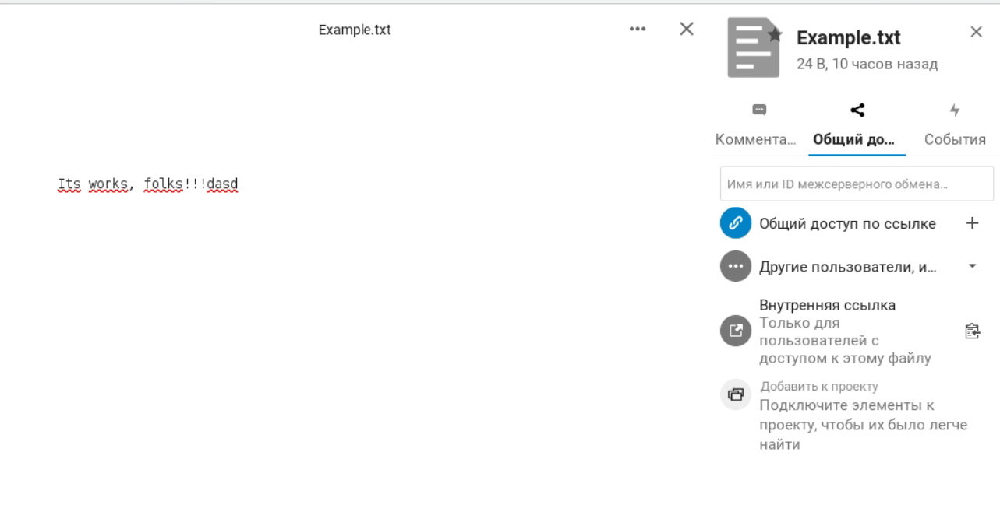 Example.txt
Its works, folks!!!dasd
Example.txt
24 B, 10 часов назад
Коммента...
Общий до...
События
Имя или ID межсерверного обмена...
Общий доступ по ссылке
Другие пользователи, и...
Внутренняя ссылка
Только для
пользователей с
доступом к этому файлу
Добавить к проекту
Подключите элементы к
проекту, чтобы их было легче
найти